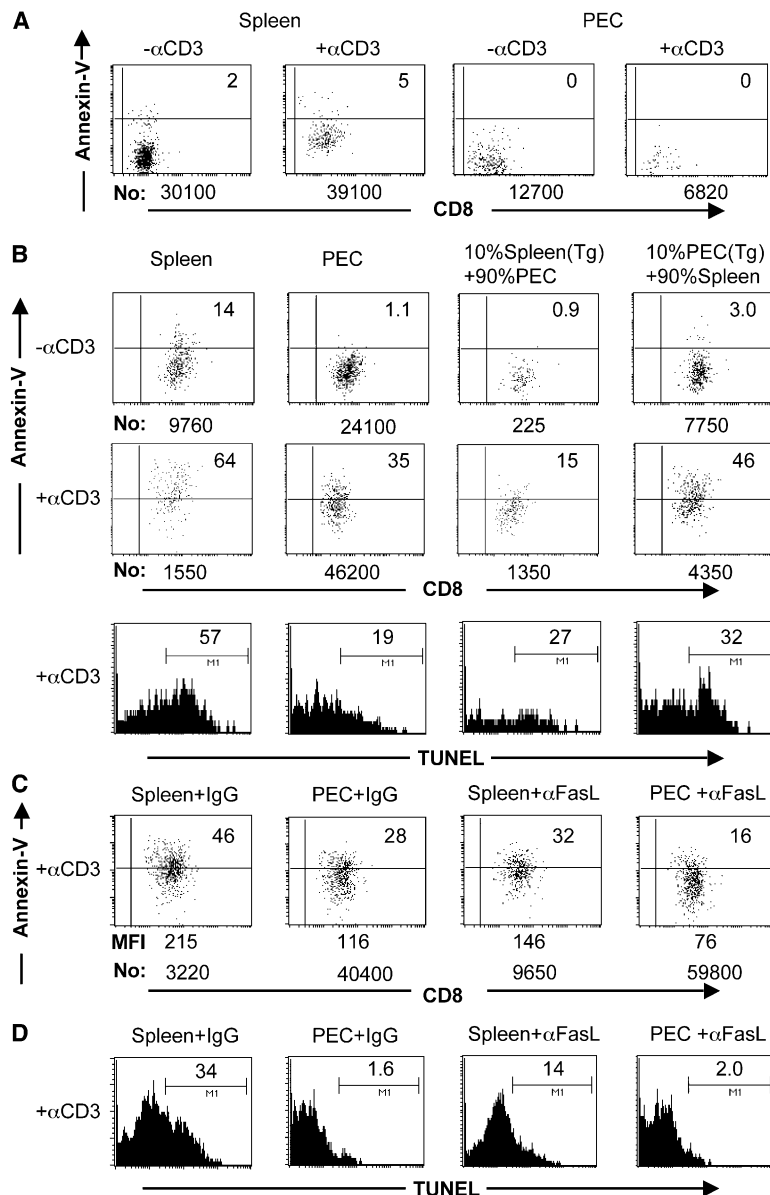 A
Spleen
PEC
-αCD3
+αCD3
-αCD3
+αCD3
Annexin-V
2
5
0
0
No: 30100 39100 12700 6820
CD8
B
Spleen
PEC
10%Spleen(Tg)
+90%PEC
10%PEC(Tg)
+90%Spleen
Annexin-V
-αCD3
14
1.1
0.9
3.0
No: 9760 24100 225 7750
+αCD3
64
35
15
46
No: 1550 46200 1350 4350
CD8
+αCD3
57
M1
19
M1
27
M1
32
M1
TUNEL
C
Spleen+IgG
PEC+IgG
Spleen+αFasL
PEC +αFasL
Annexin-V
+αCD3
46
28
32
16
MFI 215 116 146 76
No: 3220 40400 9650 59800
CD8
D
Spleen+IgG
PEC+IgG
Spleen+αFasL
PEC +αFasL
+αCD3
34
M1
1.6
M1
14
M1
2.0
M1
TUNEL